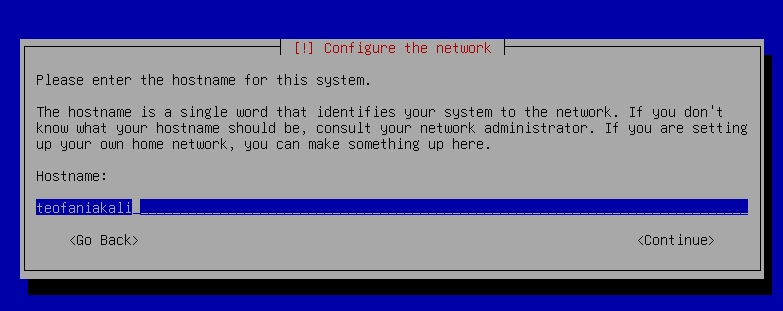 [!] Configure the network
Please enter the hostname for this system.
The hostname is a single word that identifies your system to the network. If you don't
know what your hostname should be, consult your network administrator. If you are setting
up your own home network, you can make something up here.
Hostname:
teofaniakali
<Go Back> <Continue>